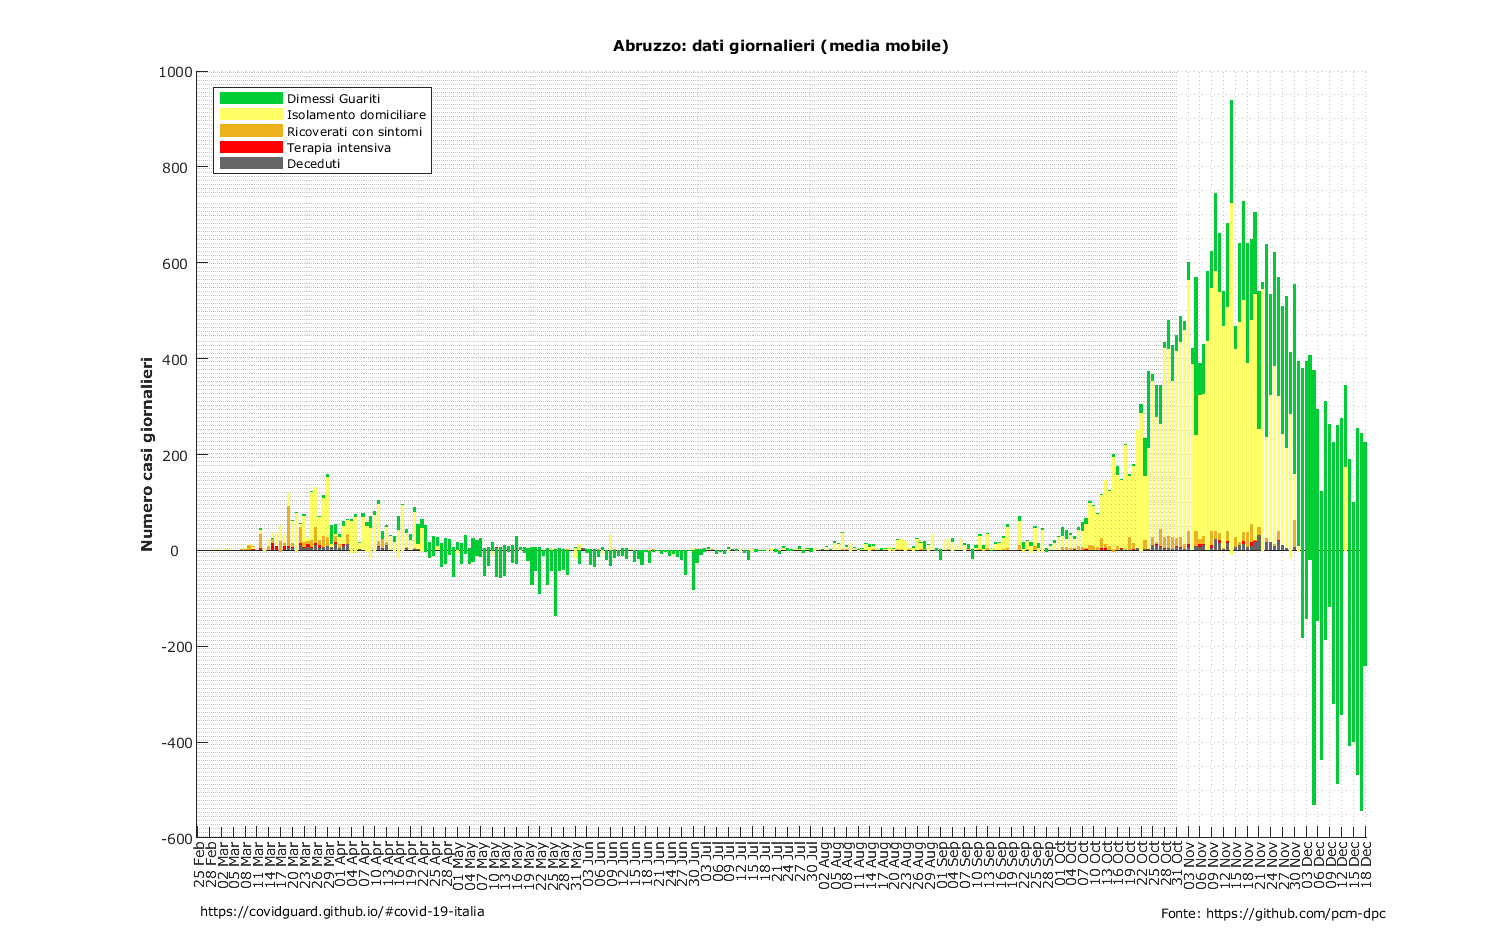 Abruzzo: dati giornalieri (media mobile)
Dimessi Guariti
Isolamento domiciliare
Ricoverati con sintomi
Terapia intensiva
Deceduti
Numero casi giornalieri
1000
800
600
400
200
0
-200
-400
-600
25 Feb
28 Feb
02 Mar
05 Mar
08 Mar
11 Mar
14 Mar
17 Mar
20 Mar
23 Mar
26 Mar
29 Mar
01 Apr
04 Apr
07 Apr
10 Apr
13 Apr
16 Apr
19 Apr
22 Apr
25 Apr
28 Apr
01 May
04 May
07 May
10 May
13 May
16 May
19 May
22 May
25 May
28 May
31 May
03 Jun
06 Jun
09 Jun
12 Jun
15 Jun
18 Jun
21 Jun
24 Jun
27 Jun
30 Jun
03 Jul
06 Jul
09 Jul
12 Jul
15 Jul
18 Jul
21 Jul
24 Jul
27 Jul
30 Jul
02 Aug
05 Aug
08 Aug
11 Aug
14 Aug
17 Aug
20 Aug
23 Aug
26 Aug
29 Aug
01 Sep
04 Sep
07 Sep
10 Sep
13 Sep
16 Sep
19 Sep
22 Sep
25 Sep
28 Sep
01 Oct
04 Oct
07 Oct
10 Oct
13 Oct
16 Oct
19 Oct
22 Oct
25 Oct
28 Oct
31 Oct
03 Nov
06 Nov
09 Nov
12 Nov
15 Nov
18 Nov
21 Nov
24 Nov
27 Nov
30 Nov
03 Dec
06 Dec
09 Dec
12 Dec
15 Dec
18 Dec
https://covidguard.github.io/#covid-19-italia
Fonte: https://github.com/pcm-dpc